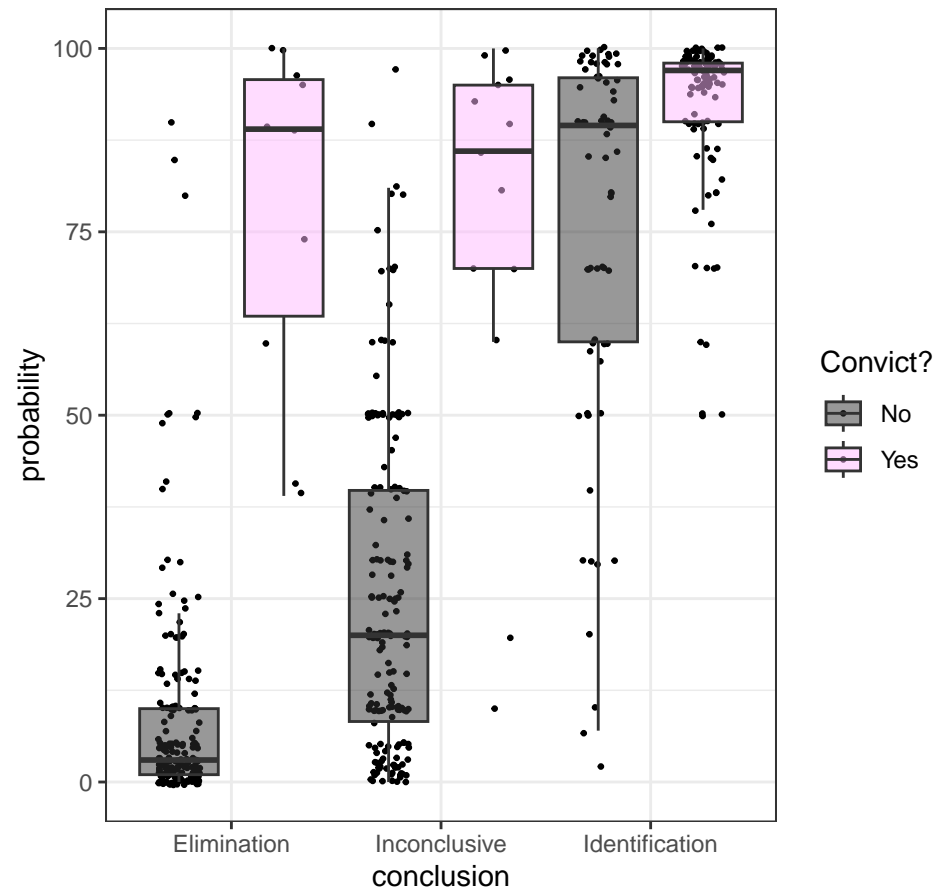 100
75
50
25
0
probability
Elimination
Inconclusive
Identification
conclusion
Convict?
No
Yes